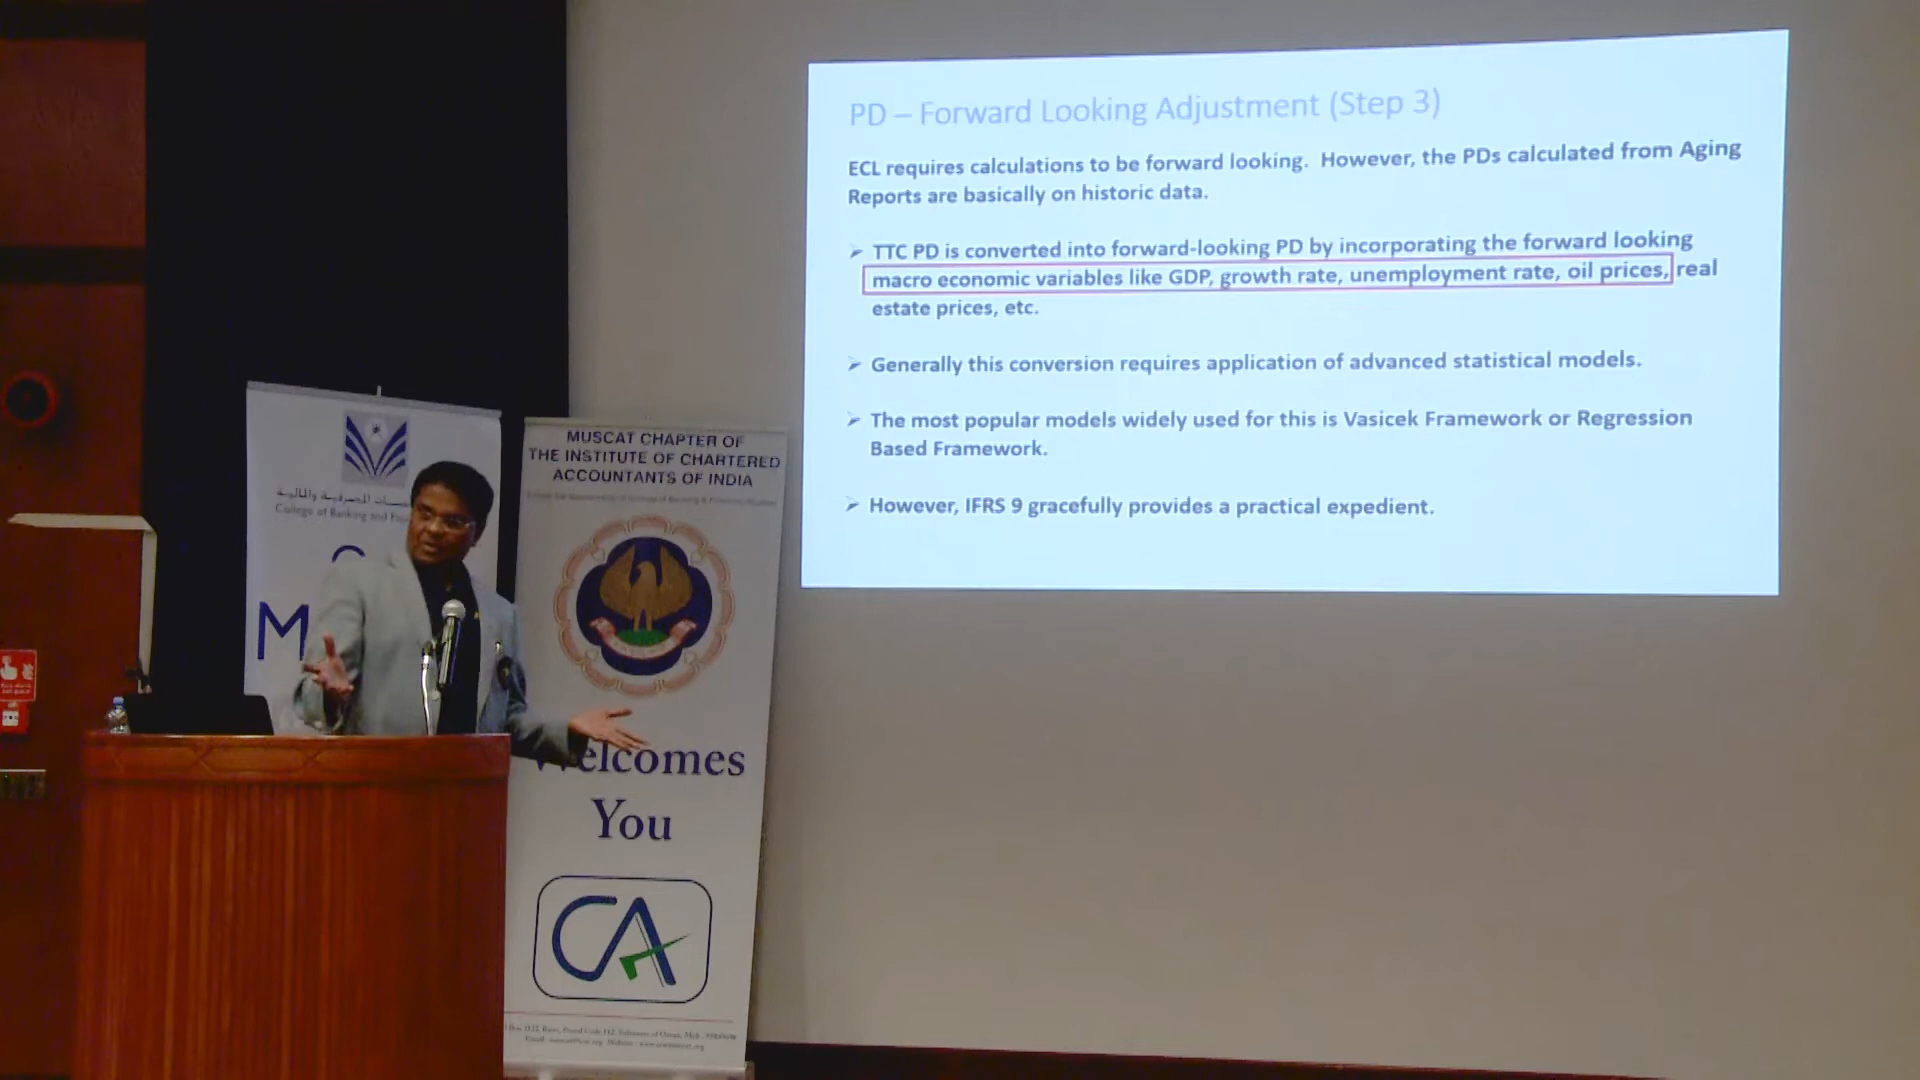 PD – Forward Looking Adjustment (Step 3)
ECL requires calculations to be forward looking. However, the PDs calculated from Aging
Reports are basically on historic data.
➢ TTC PD is converted into forward-looking PD by incorporating the forward looking
macro economic variables like GDP, growth rate, unemployment rate, oil prices, real
estate prices, etc.
➢ Generally this conversion requires application of advanced statistical models.
➢ The most popular models widely used for this is Vasicek Framework or Regression
Based Framework.
➢ However, IFRS 9 gracefully provides a practical expedient.
College of Banking and
M
MUSCAT CHAPTER OF
THE INSTITUTE OF CHARTERED
ACCOUNTANTS OF INDIA
elcomes
You
CA